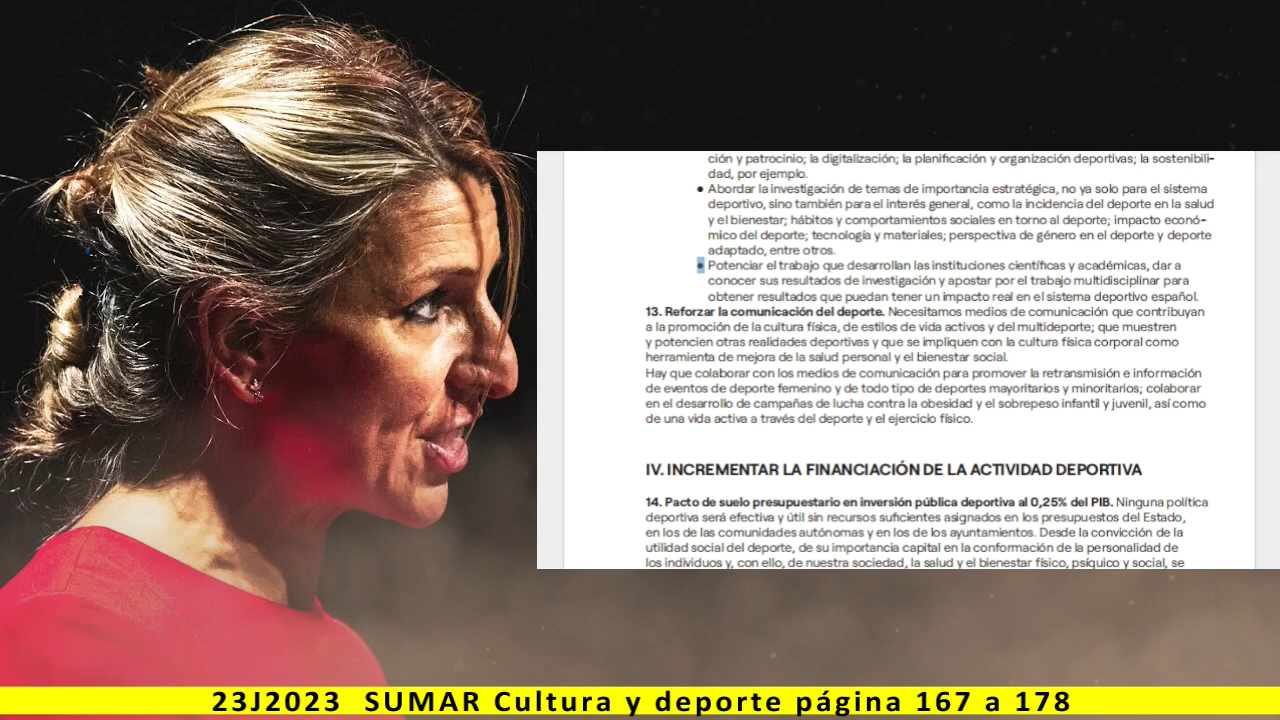 ción y patrocinio; la digitalización; la planificación y organización deportivas; la sostenibili-
dad, por ejemplo.
● Abordar la investigación de temas de importancia estratégica, no ya solo para el sistema
deportivo, sino también para el interés general, como la incidencia del deporte en la salud
y el bienestar; hábitos y comportamientos sociales en torno al deporte; impacto econó-
mico del deporte; tecnología y materiales; perspectiva de género en el deporte y deporte
adaptado, entre otros.
● Potenciar el trabajo que desarrollan las instituciones científicas y académicas, dar a
conocer sus resultados de investigación y apostar por el trabajo multidisciplinar para
obtener resultados que puedan tener un impacto real en el sistema deportivo español.
13. Reforzar la comunicación del deporte. Necesitamos medios de comunicación que contribuyan
a la promoción de la cultura física, de estilos de vida activos y del multideporte; que muestren
y potencien otras realidades deportivas y que se impliquen con la cultura física corporal como
herramienta de mejora de la salud personal y el bienestar social.
Hay que colaborar con los medios de comunicación para promover la retransmisión e información
de eventos de deporte femenino y de todo tipo de deportes mayoritarios y minoritarios; colaborar
en el desarrollo de campañas de lucha contra la obesidad y el sobrepeso infantil y juvenil, así como
de una vida activa a través del deporte y el ejercicio físico.
IV. INCREMENTAR LA FINANCIACIÓN DE LA ACTIVIDAD DEPORTIVA
14. Pacto de suelo presupuestario en inversión pública deportiva al 0,25% del PIB. Ninguna política
deportiva será efectiva y útil sin recursos suficientes asignados en los presupuestos del Estado,
en los de las comunidades autónomas y en los de los ayuntamientos. Desde la convicción de la
utilidad social del deporte, de su importancia capital en la conformación de la personalidad de
los individuos y, con ello, de nuestra sociedad, la salud y el bienestar físico, psíquico y social, se
23J2023 SUMAR Cultura y deporte página 167 a 178